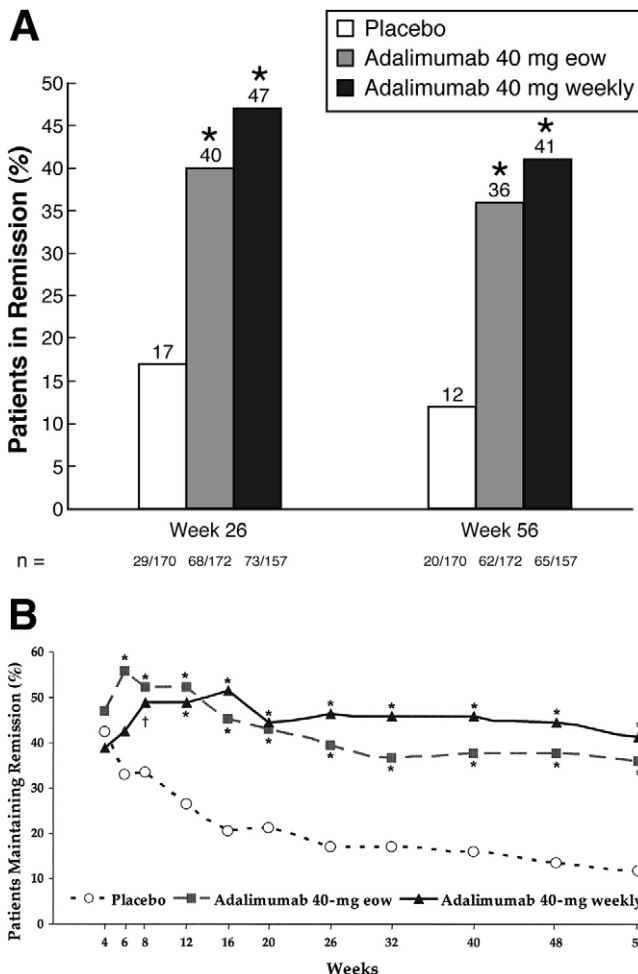 A
Placebo
Adalimumab 40 mg eow
Adalimumab 40 mg weekly
Patients in Remission (%)
50
45
40
35
30
25
20
15
10
5
0
17
*
40
*
47
12
*
36
*
41
Week 26
Week 56
n =
29/170 68/172 73/157
20/170 62/172 65/157
B
Patients Maintaining Remission (%)
60
50
40
30
20
10
0
* * * * * * * * *
† * * * * * * *
Placebo
Adalimumab 40-mg eow
Adalimumab 40-mg weekly
4 6 8 12 16 20 26 32 40 48
Weeks